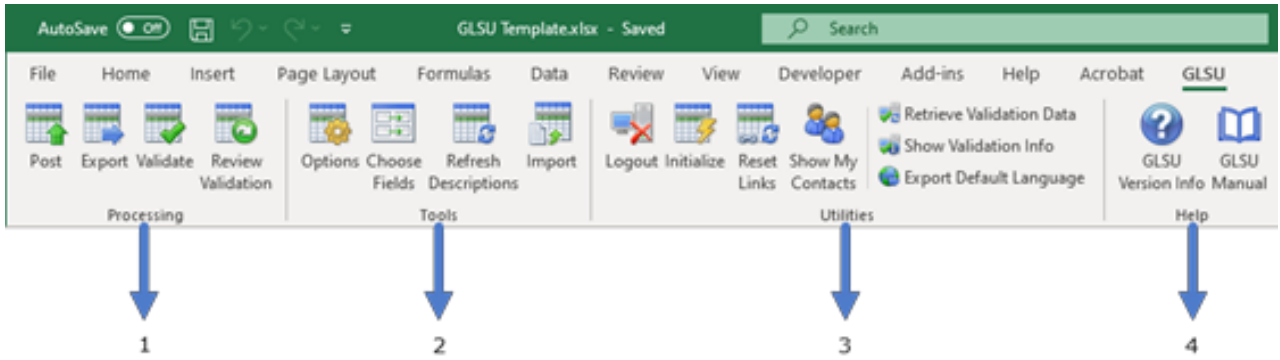 AutoSave Off GLSU Template.xlsx - Saved Search
File Home Insert Page Layout Formulas Data Review View Developer Add-ins Help Acrobat GLSU
Post Export Validate Review Validation Options Choose Fields Refresh Descriptions Import Logout Initialize Reset Links Show My Contacts
Retrieve Validation Data
Show Validation Info
Export Default Language
GLSU Version Info GLSU Manual
Processing Tools Utilities Help
1 2 3 4